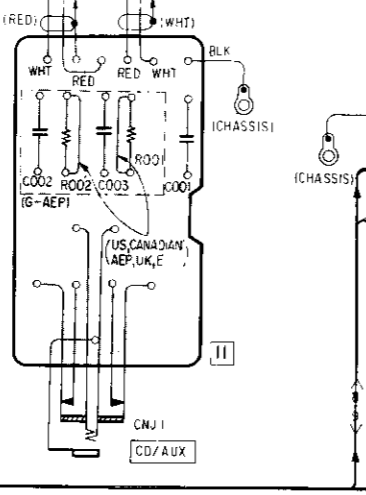 (RED)
(WHT)
WHT
RED
RED
WHT
BLK
(CHASSIS)
(CHASSIS)
C002
R002
C003
R001
C001
(G-AEP)
(US,CANADIAN
AEP,UK,E)
11
CNJ1
CD/AUX